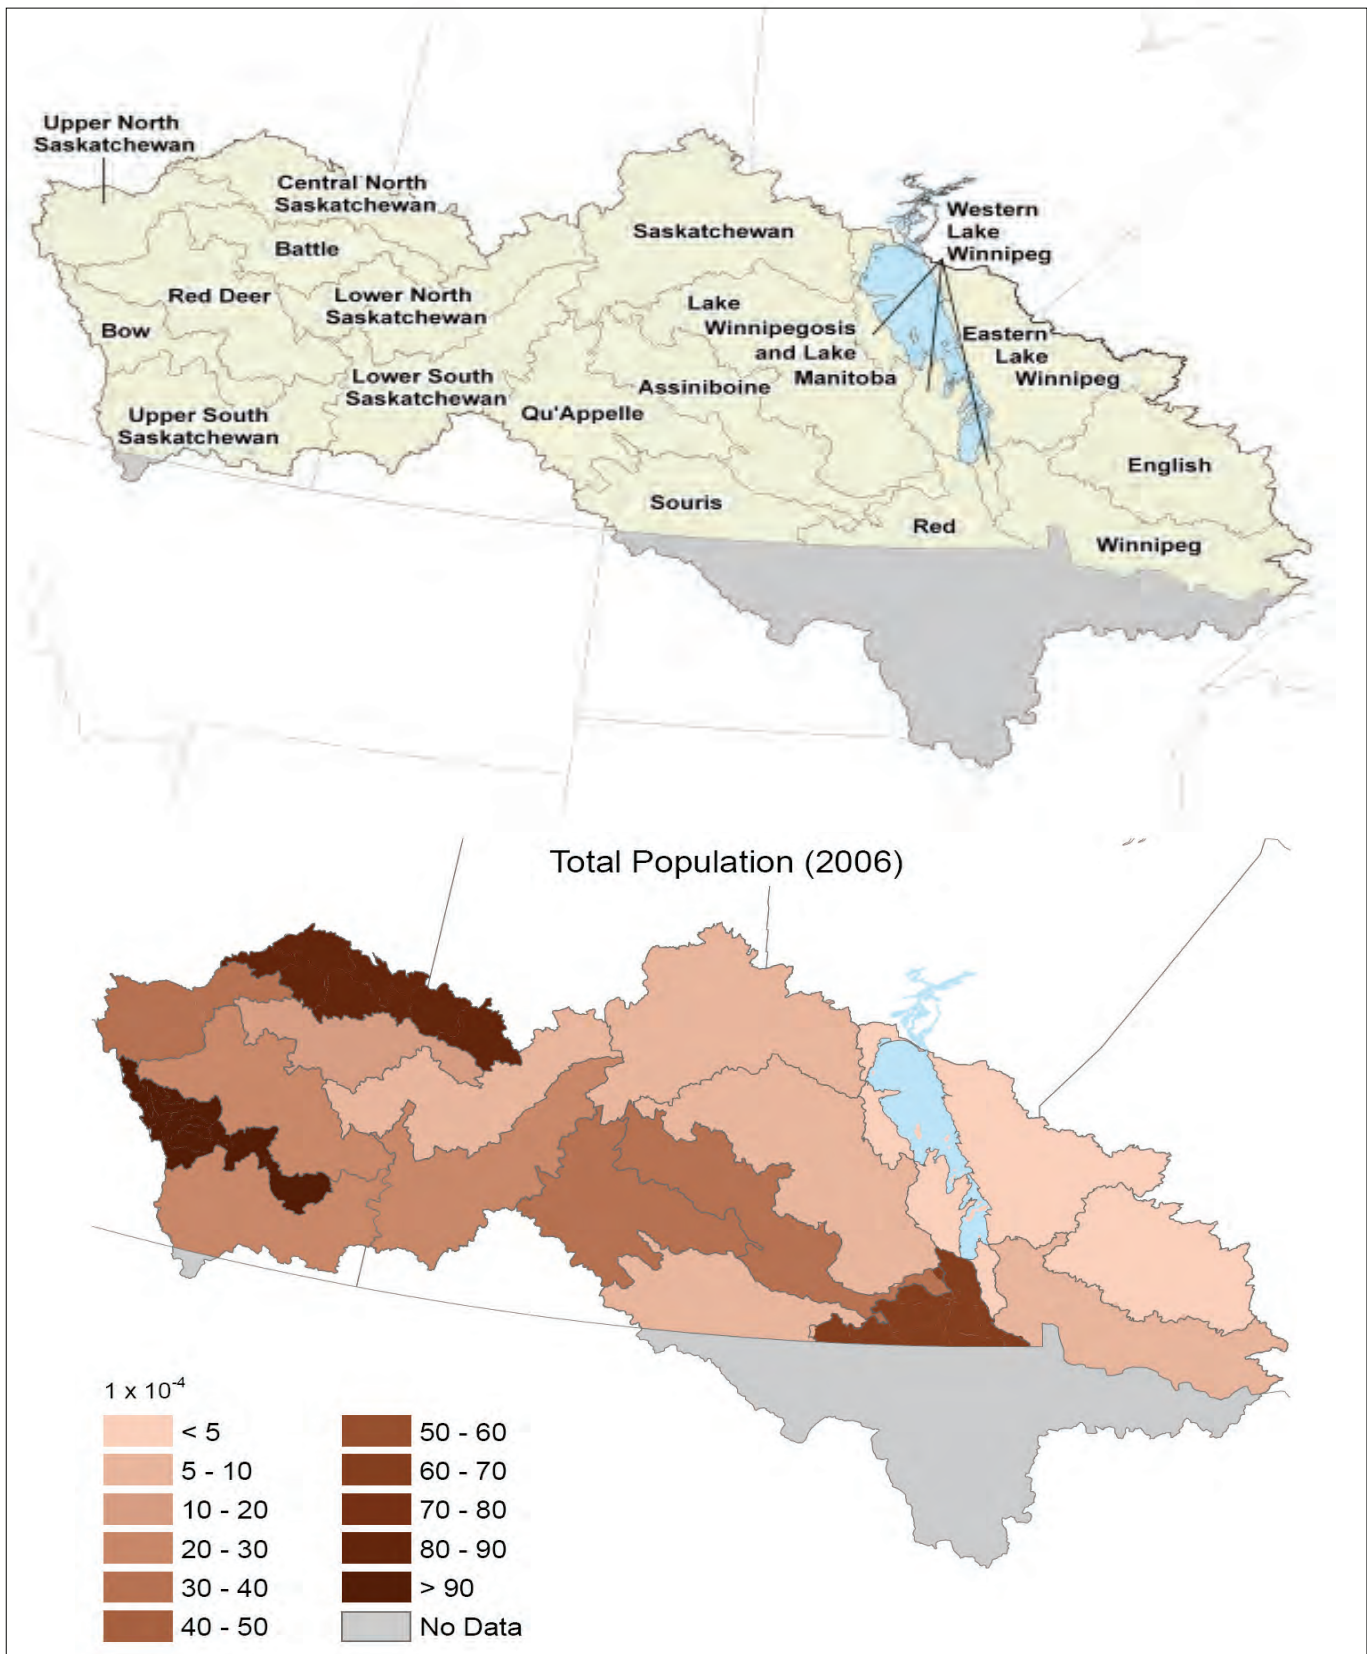 Upper North
Saskatchewan
Central North
Saskatchewan
Battle
Saskatchewan
Western
Lake
Winnipeg
Red Deer
Lower North
Saskatchewan
Bow
Lake
Winnipegosis
and Lake
Manitoba
Eastern
Lake
Winnipeg
Lower South
Saskatchewan
Assiniboine
Upper South
Saskatchewan
Qu'Appelle
English
Souris
Red
Winnipeg
Total Population (2006)
1 x 10⁻⁴
< 5
5 - 10
10 - 20
20 - 30
30 - 40
40 - 50
50 - 60
60 - 70
70 - 80
80 - 90
> 90
No Data